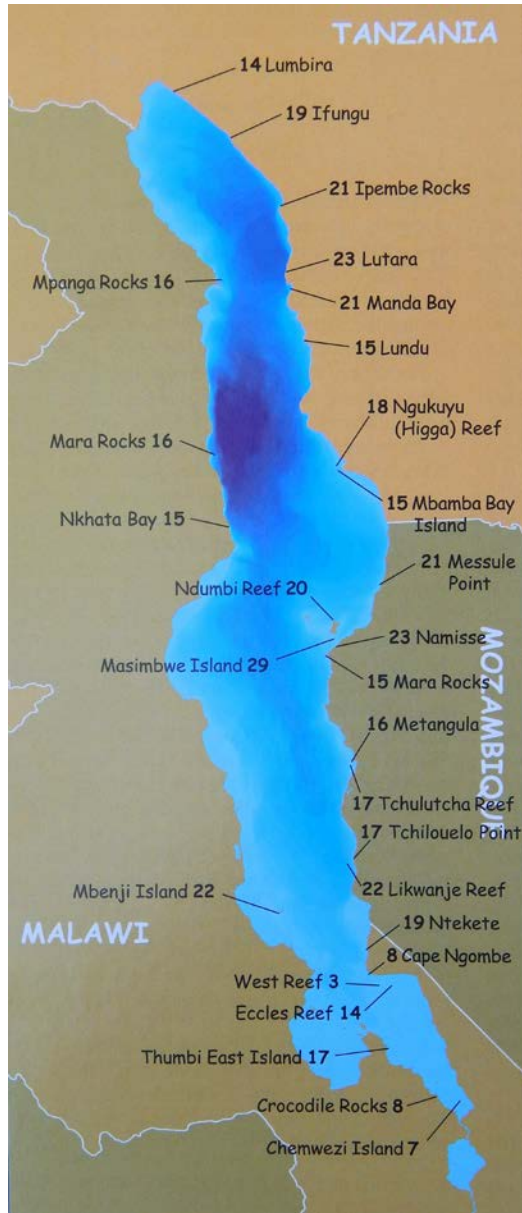 TANZANIA
14 Lumbira
19 Ifungu
21 Ipembe Rocks
23 Lutara
Mpanga Rocks 16
21 Manda Bay
15 Lundu
18 Ngukuyu
(Higga) Reef
Mara Rocks 16
15 Mbamba Bay
Island
Nkhata Bay 15
21 Messule
Point
Ndumbi Reef 20
23 Namisse
Masimbwe Island 29
15 Mara Rocks
MOZAMBIQUE
16 Metangula
17 Tchulutcha Reef
17 Tchilouelo Point
22 Likwanje Reef
Mbenji Island 22
19 Ntekete
MALAWI
8 Cape Ngombe
West Reef 3
Eccles Reef 14
Thumbi East Island 17
Crocodile Rocks 8
Chemwezi Island 7